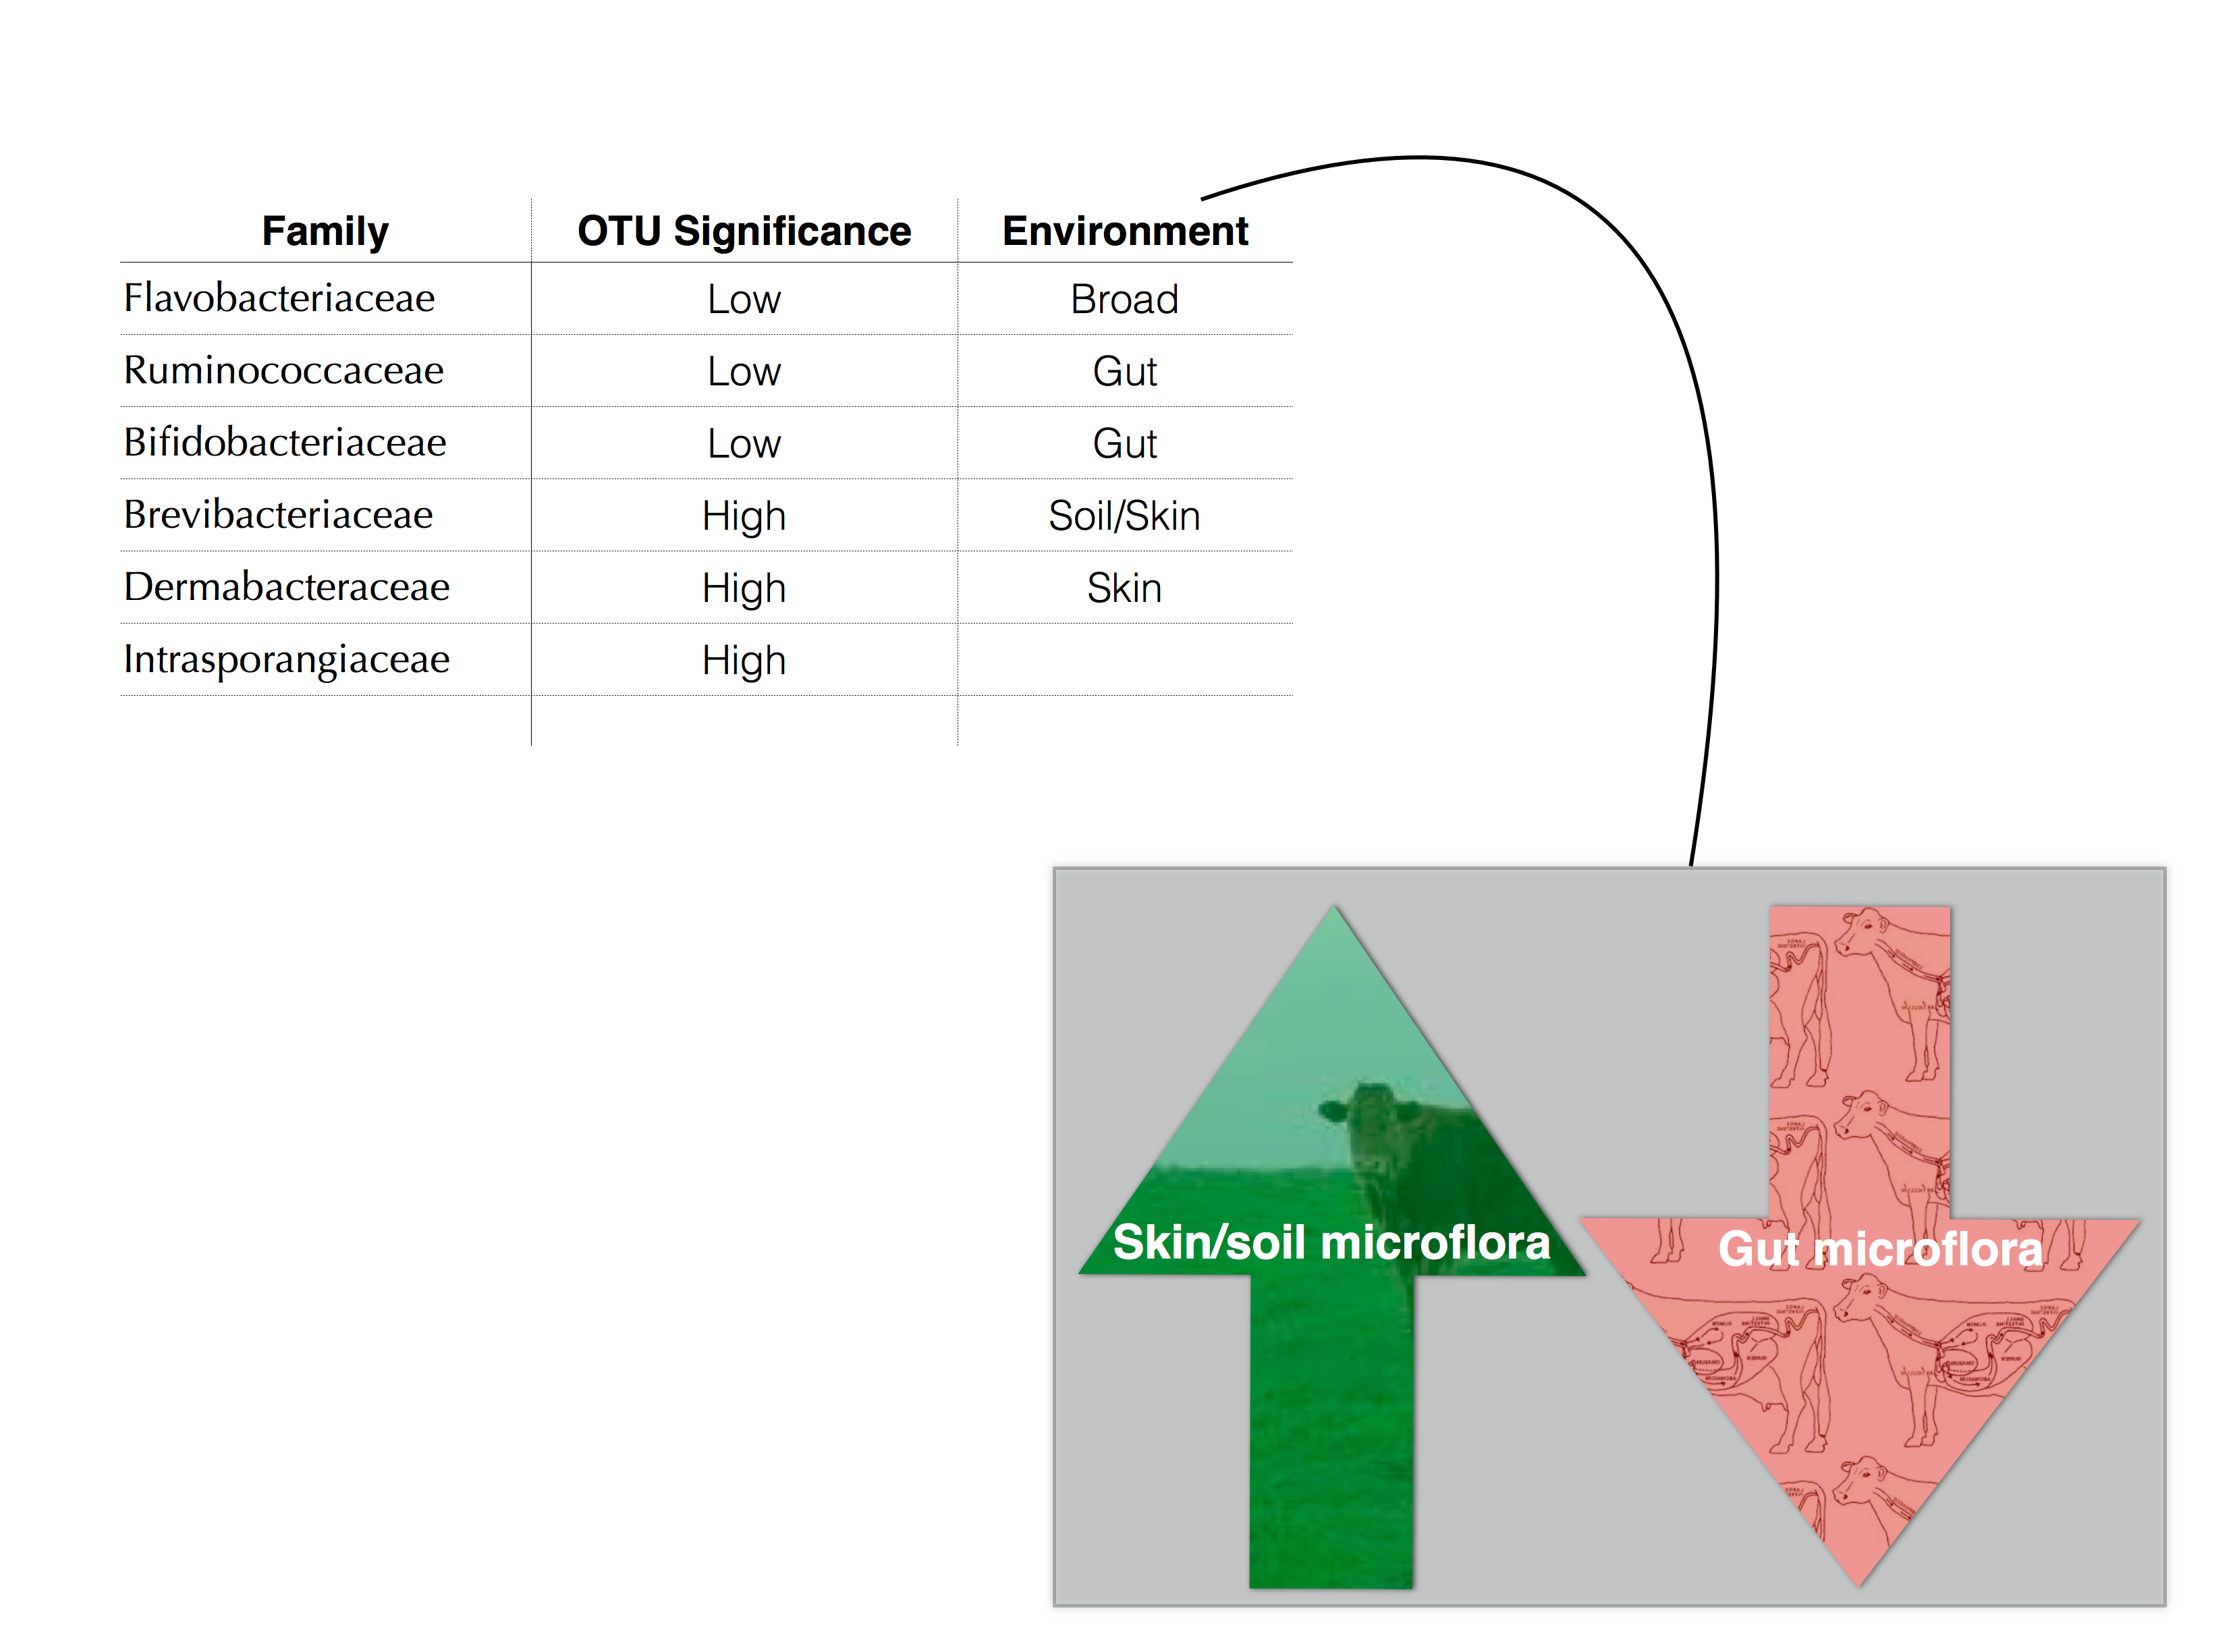 Family OTU Significance Environment
Flavobacteriaceae Low Broad
Ruminococcaceae Low Gut
Bifidobacteriaceae Low Gut
Brevibacteriaceae High Soil/Skin
Dermabacteraceae High Skin
Intrasporangiaceae High
Skin/soil microflora
Gut microflora